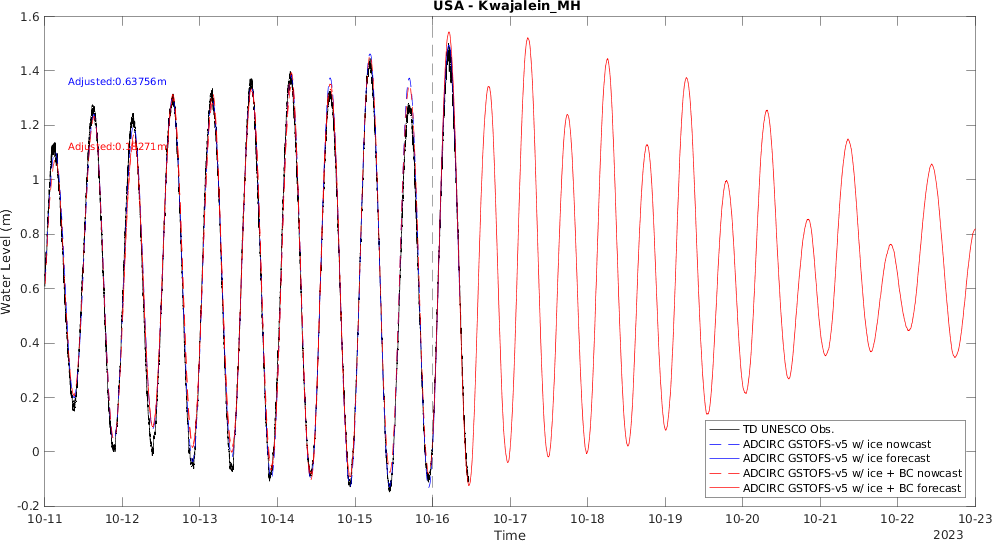 USA - Kwajalein_MH
1.6
1.4
1.2
1
0.8
0.6
0.4
0.2
0
-0.2
Water Level (m)
Adjusted:0.63756m
TD UNESCO Obs.
ADCIRC GSTOFS-v5 w/ ice nowcast
ADCIRC GSTOFS-v5 w/ ice forecast
ADCIRC GSTOFS-v5 w/ ice + BC nowcast
ADCIRC GSTOFS-v5 w/ ice + BC forecast
10-11 10-12 10-13 10-14 10-15 10-16 10-17 10-18 10-19 10-20 10-21 10-22 10-23
Time
2023